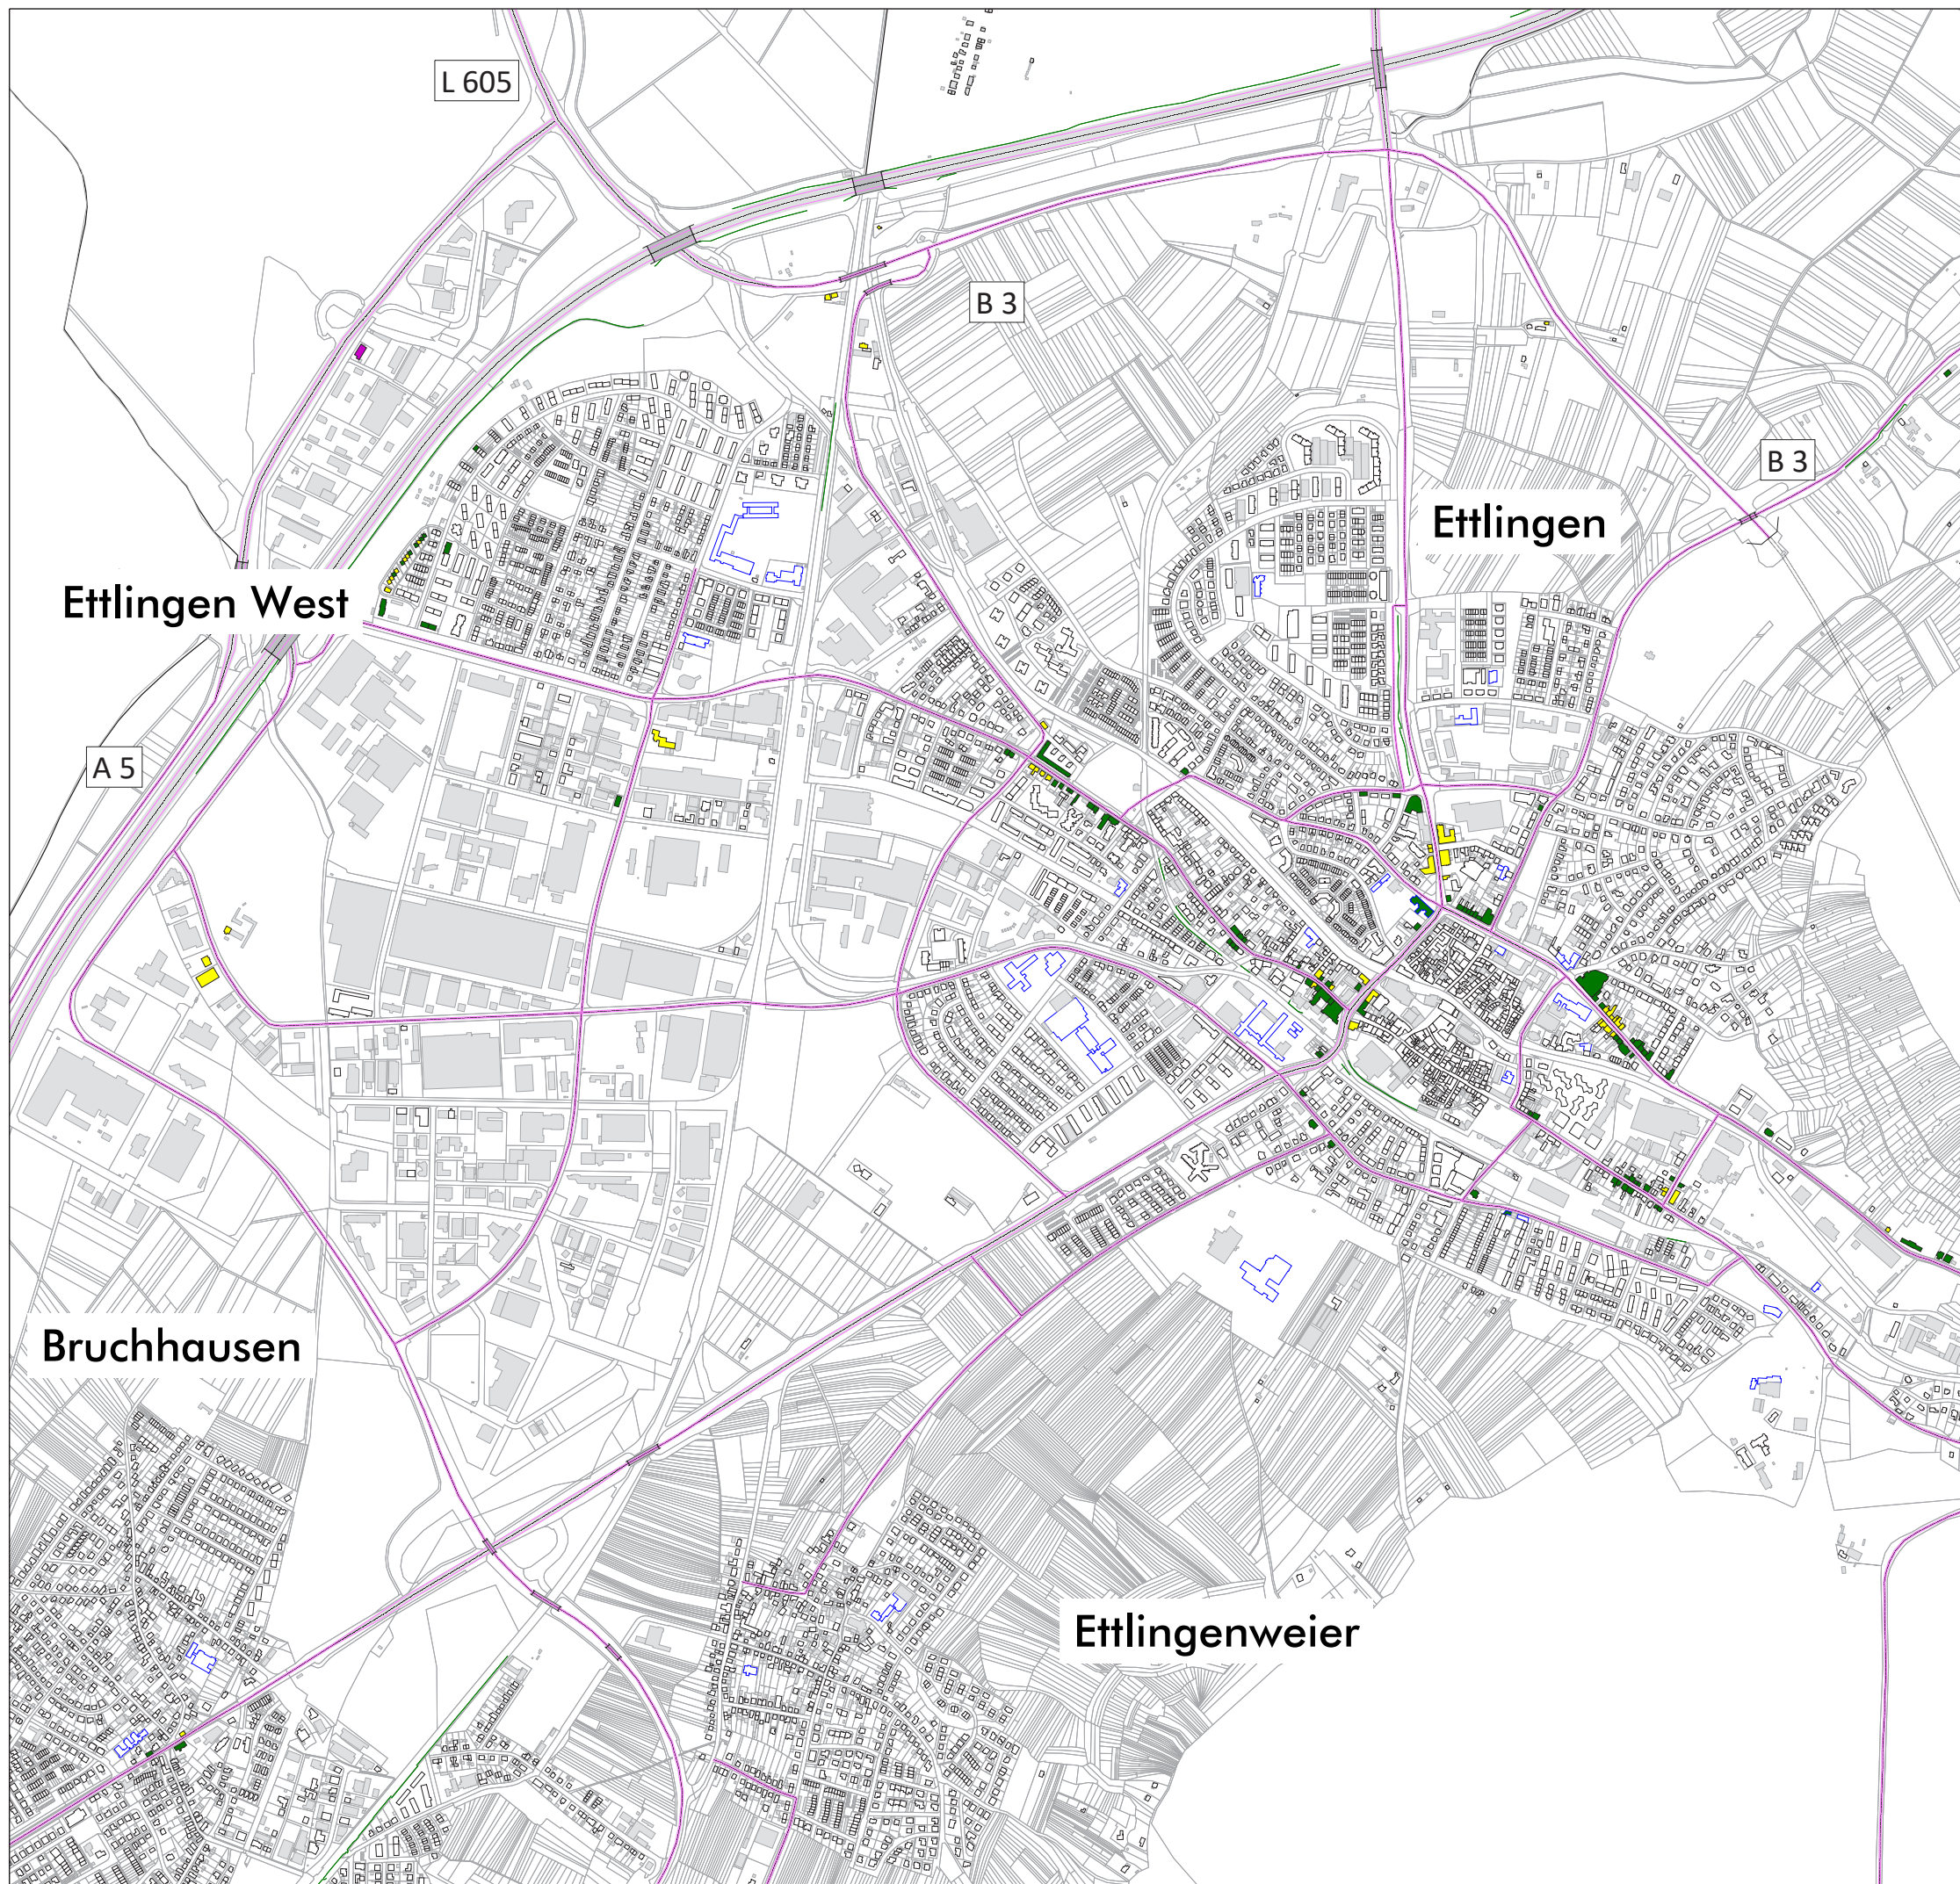 L 605
B 3
B 3
Ettlingen
Ettlingen West
A 5
Bruchhausen
Ettlingenweier